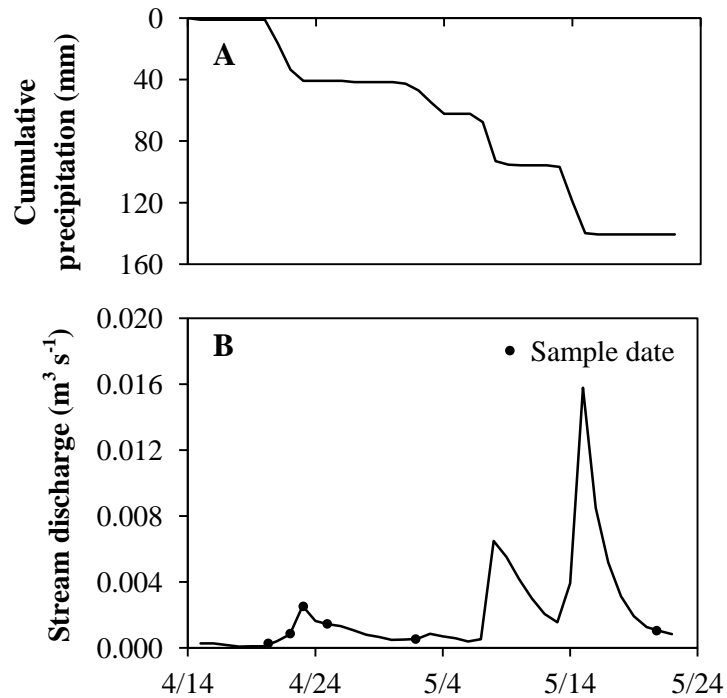 0
40
80
120
160
Cumulative
precipitation (mm)
A
0.020
0.016
0.012
0.008
0.004
0.000
Stream discharge (m³ s⁻¹)
B
Sample date
4/14 4/24 5/4 5/14 5/24